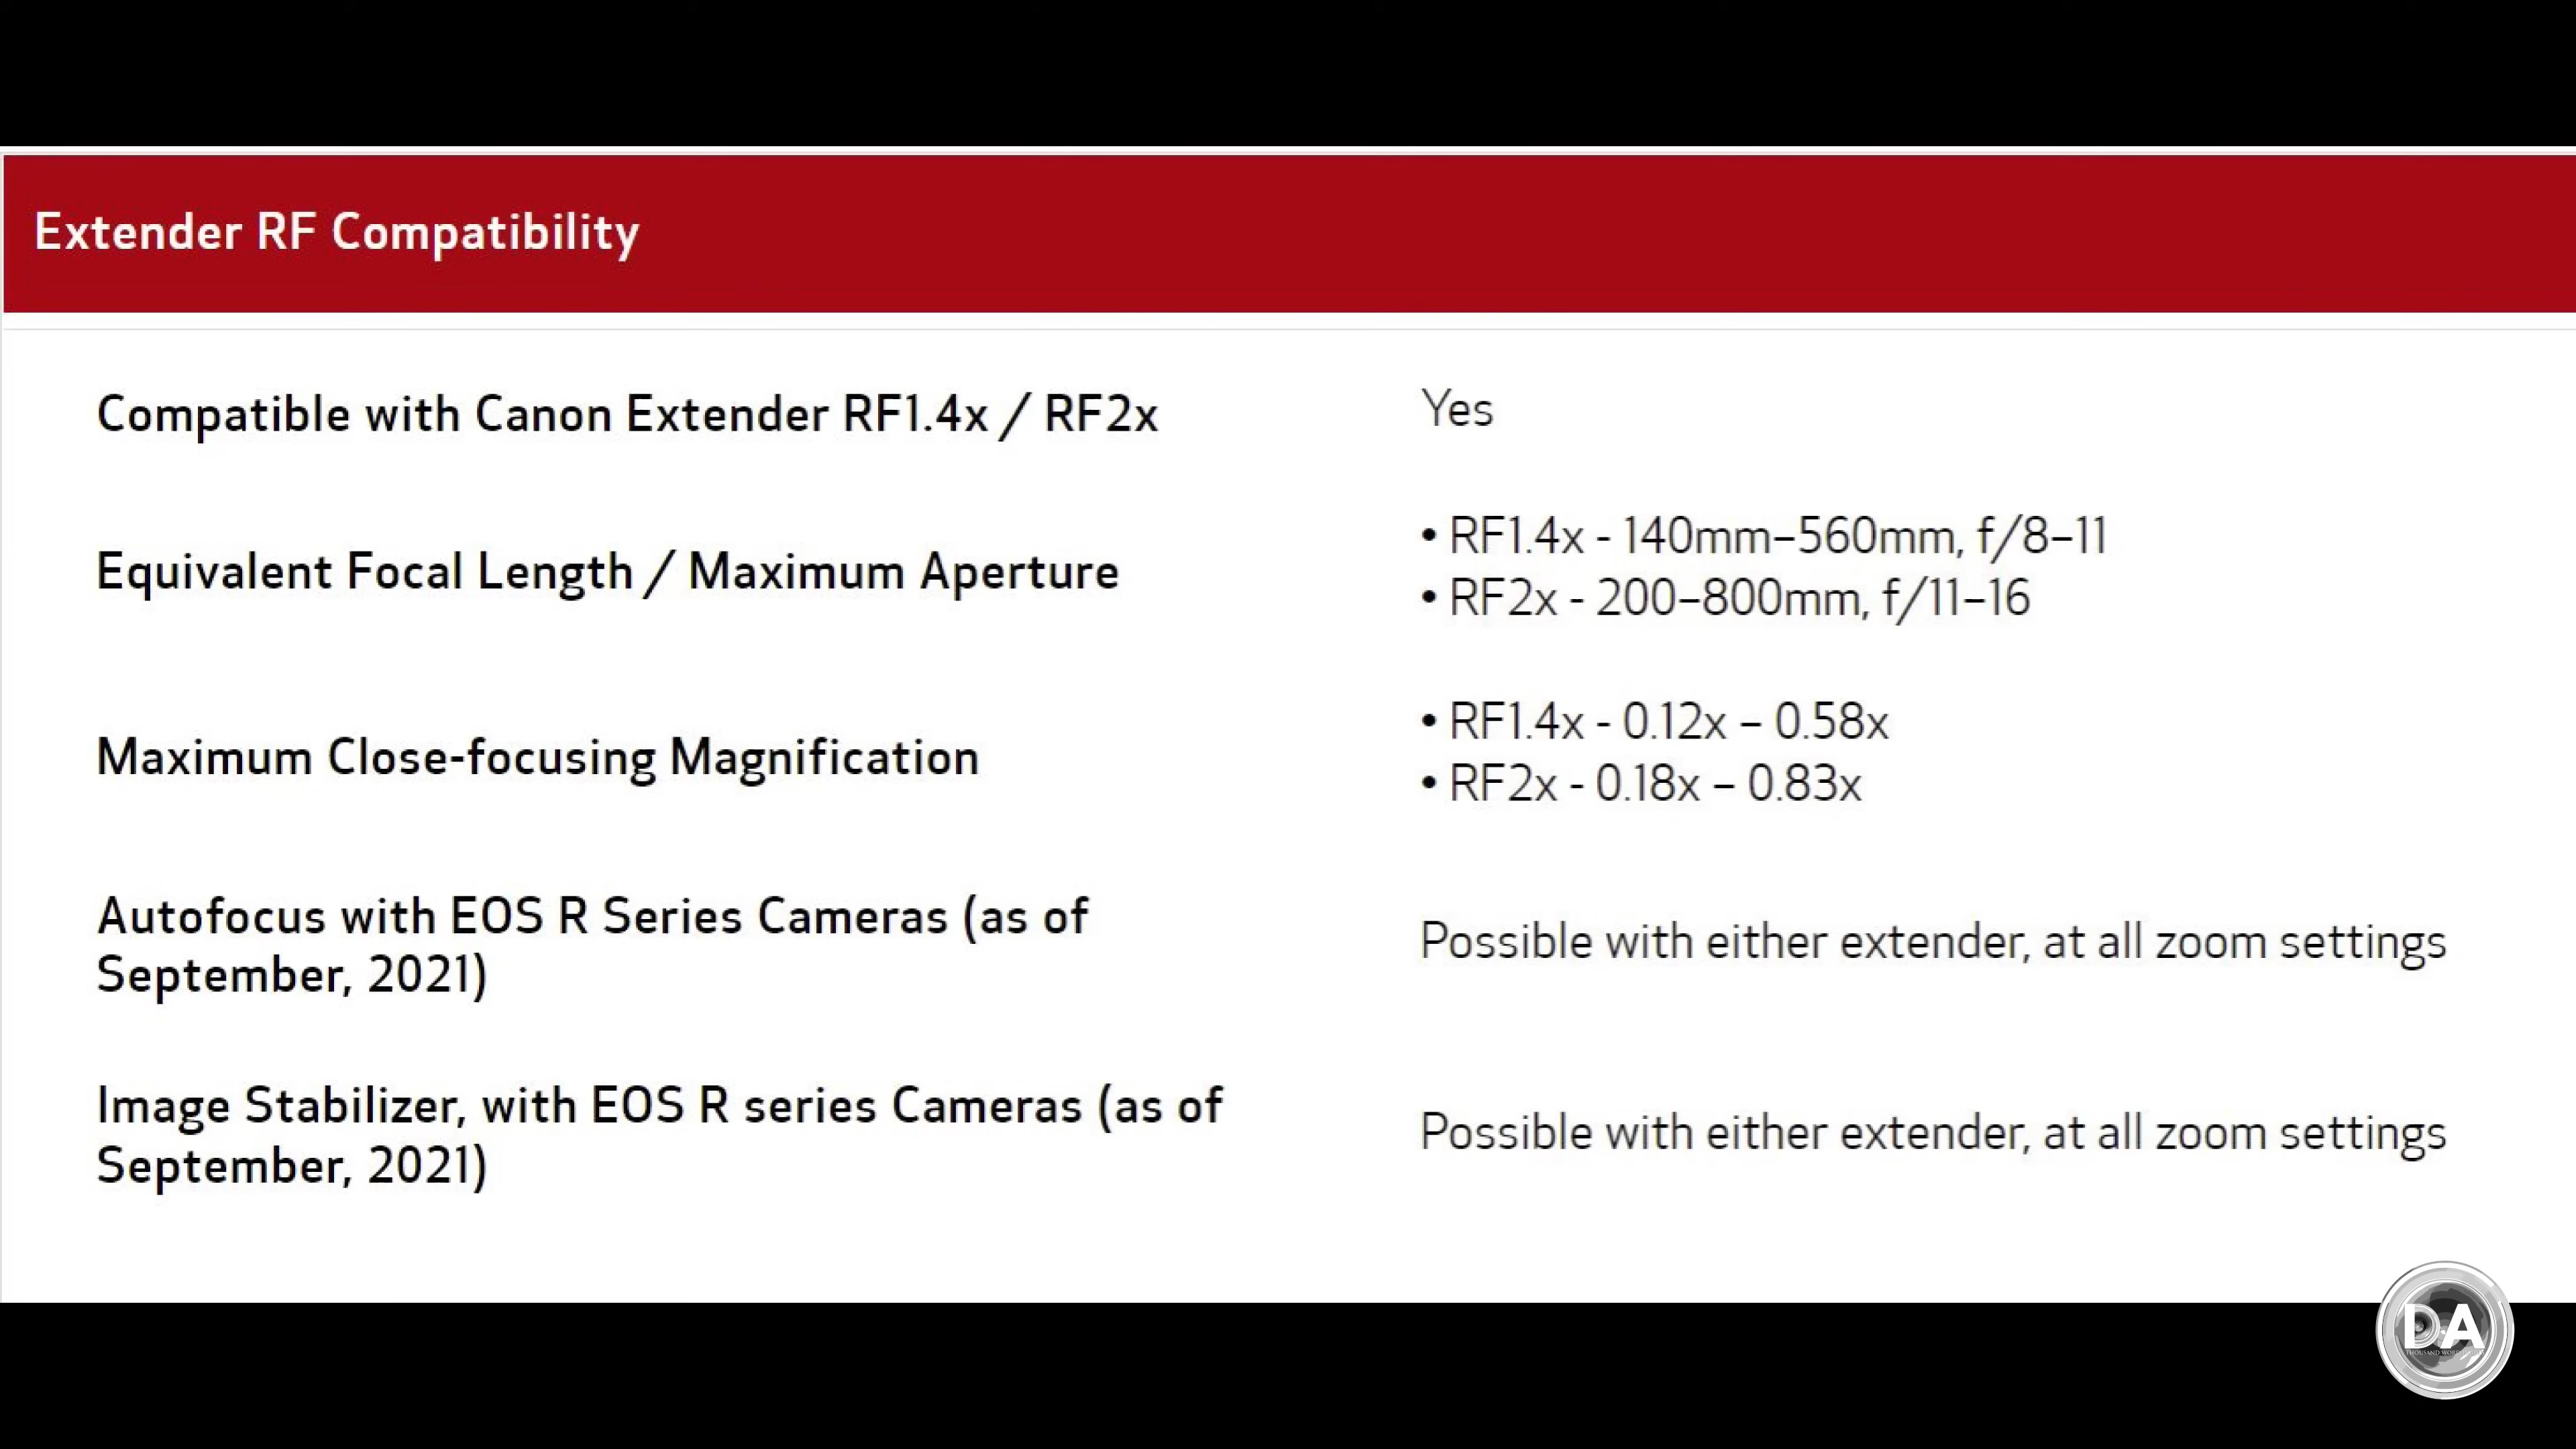 Extender RF Compatibility
Compatible with Canon Extender RF1.4x / RF2x
Yes
Equivalent Focal Length / Maximum Aperture
• RF1.4x - 140mm–560mm, f/8–11
• RF2x - 200–800mm, f/11–16
Maximum Close-focusing Magnification
• RF1.4x - 0.12x – 0.58x
• RF2x - 0.18x – 0.83x
Autofocus with EOS R Series Cameras (as of
September, 2021)
Possible with either extender, at all zoom settings
Image Stabilizer, with EOS R series Cameras (as of
September, 2021)
Possible with either extender, at all zoom settings
DA